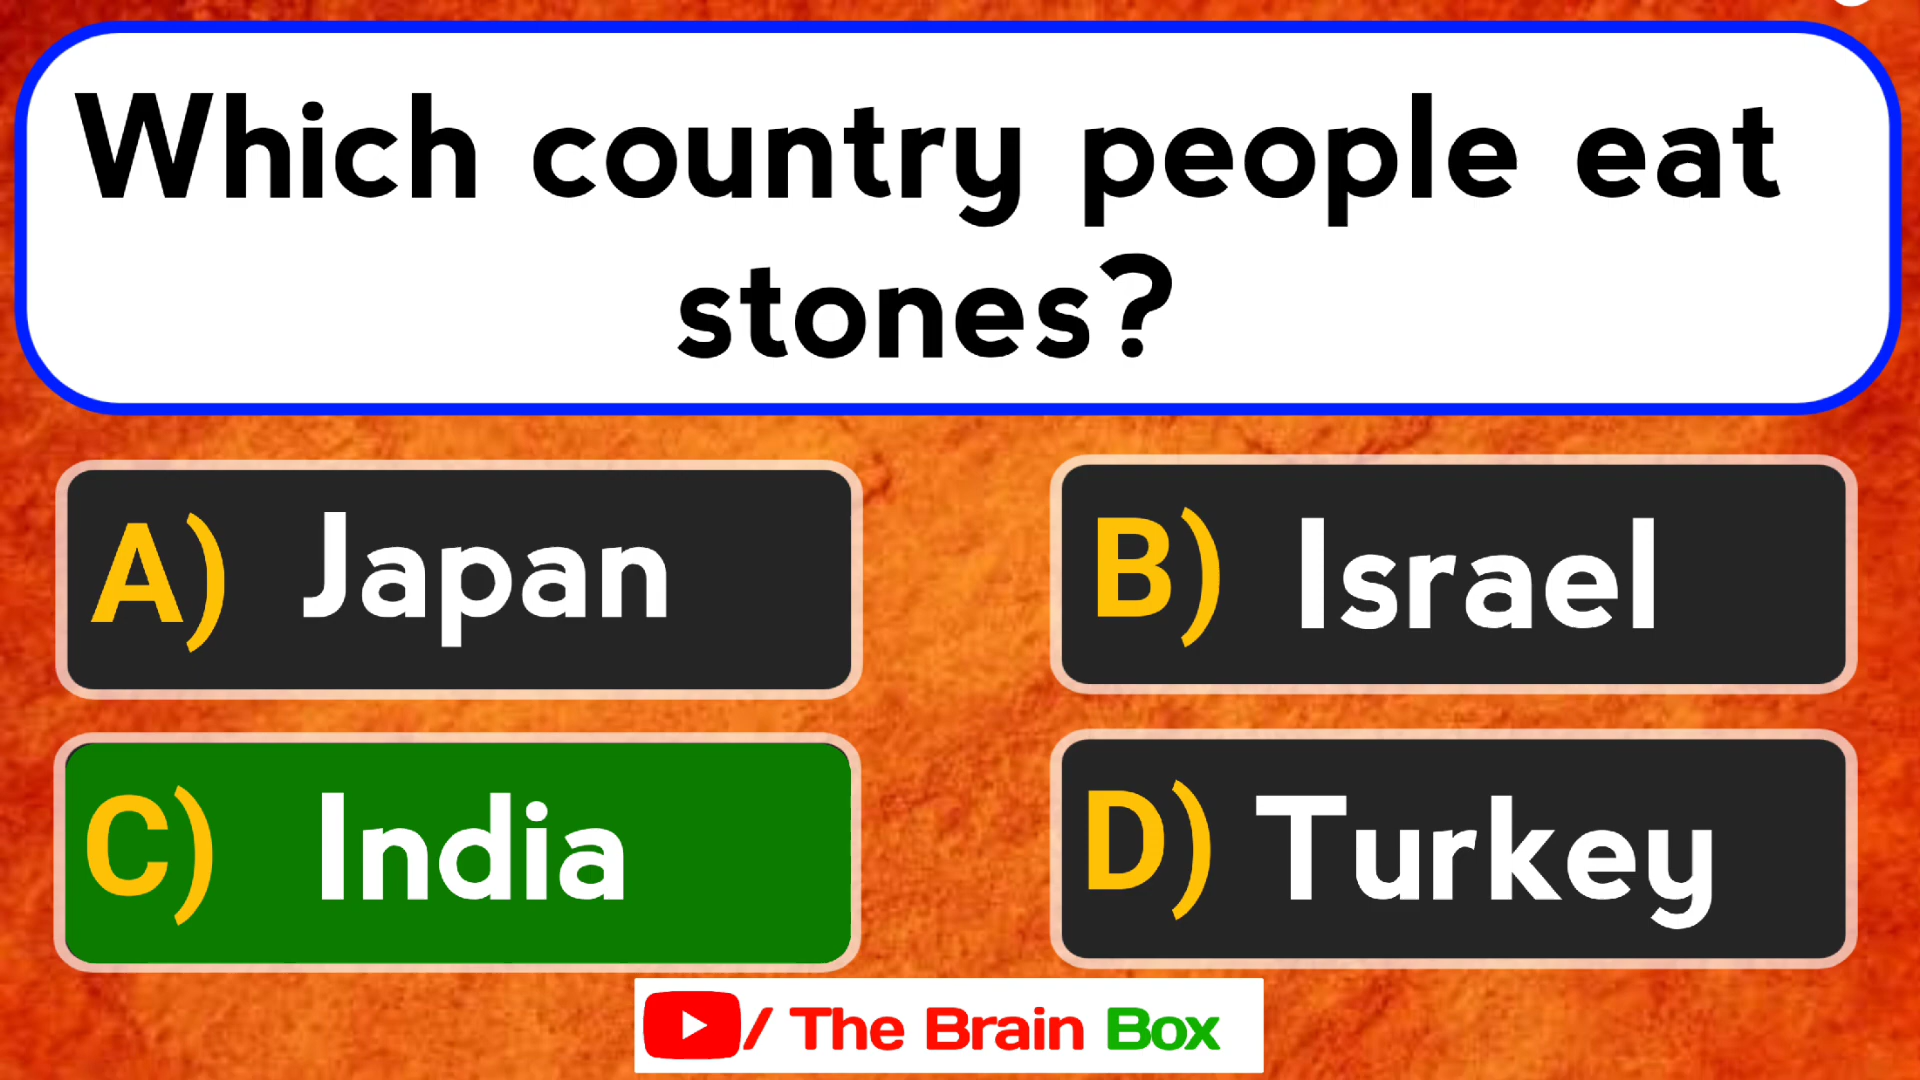 Which country people eat
stones?
A) Japan
B) Israel
C) India
D) Turkey
/ The Brain Box